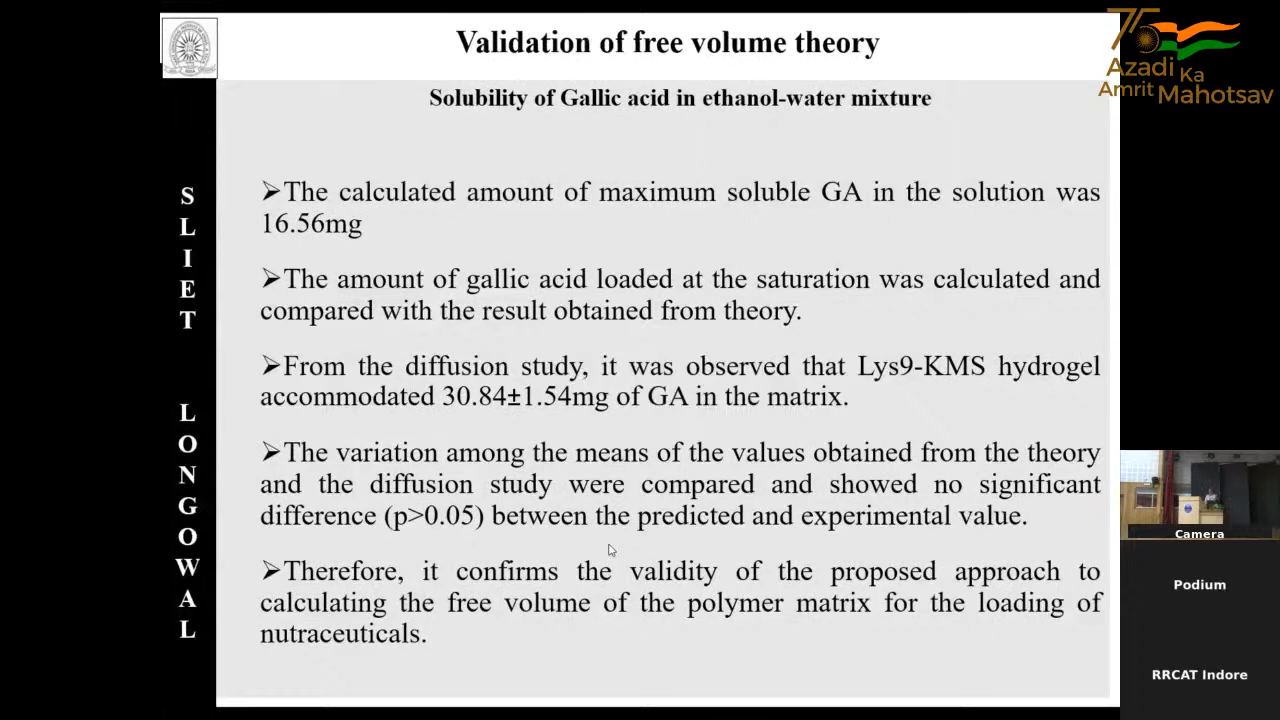 Validation of free volume theory
Solubility of Gallic acid in ethanol-water mixture
➢The calculated amount of maximum soluble GA in the solution was
16.56mg
➢The amount of gallic acid loaded at the saturation was calculated and
compared with the result obtained from theory.
➢From the diffusion study, it was observed that Lys9-KMS hydrogel
accommodated 30.84±1.54mg of GA in the matrix.
➢The variation among the means of the values obtained from the theory
and the diffusion study were compared and showed no significant
difference (p>0.05) between the predicted and experimental value.
➢Therefore, it confirms the validity of the proposed approach to
calculating the free volume of the polymer matrix for the loading of
nutraceuticals.
SLIET
LONGOWAL
75
Azadi Ka
Amrit Mahotsav
Camera
Podium
RRCAT Indore